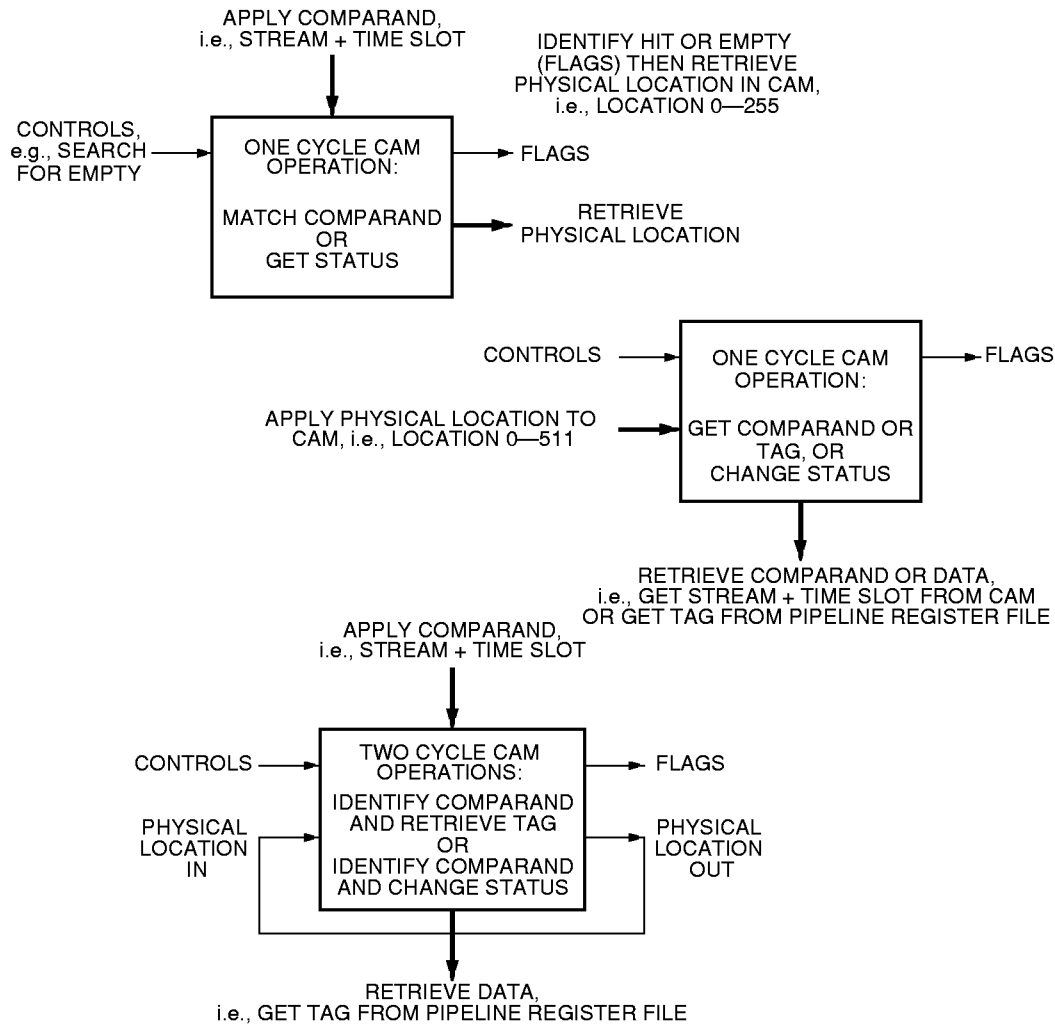 APPLY COMPARAND,
i.e., STREAM + TIME SLOT
IDENTIFY HIT OR EMPTY
(FLAGS) THEN RETRIEVE
PHYSICAL LOCATION IN CAM,
i.e., LOCATION 0—255
CONTROLS,
e.g., SEARCH
FOR EMPTY
ONE CYCLE CAM
OPERATION:
MATCH COMPARAND
OR
GET STATUS
FLAGS
RETRIEVE
PHYSICAL LOCATION
CONTROLS
APPLY PHYSICAL LOCATION TO
CAM, i.e., LOCATION 0—511
ONE CYCLE CAM
OPERATION:
GET COMPARAND OR
TAG, OR
CHANGE STATUS
FLAGS
RETRIEVE COMPARAND OR DATA,
i.e., GET STREAM + TIME SLOT FROM CAM
OR GET TAG FROM PIPELINE REGISTER FILE
APPLY COMPARAND,
i.e., STREAM + TIME SLOT
CONTROLS
PHYSICAL
LOCATION
IN
TWO CYCLE CAM
OPERATIONS:
IDENTIFY COMPARAND
AND RETRIEVE TAG
OR
IDENTIFY COMPARAND
AND CHANGE STATUS
FLAGS
PHYSICAL
LOCATION
OUT
RETRIEVE DATA,
i.e., GET TAG FROM PIPELINE REGISTER FILE